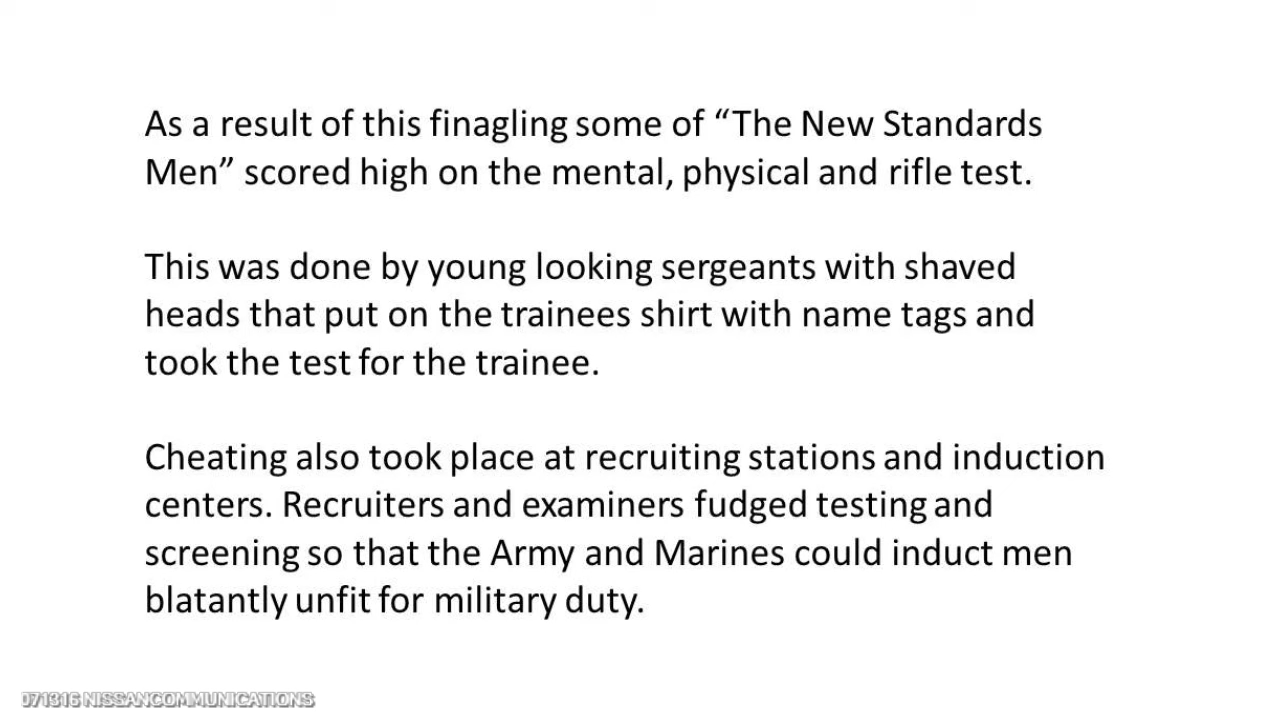 As a result of this finagling some of “The New Standards
Men” scored high on the mental, physical and rifle test.
This was done by young looking sergeants with shaved
heads that put on the trainees shirt with name tags and
took the test for the trainee.
Cheating also took place at recruiting stations and induction
centers. Recruiters and examiners fudged testing and
screening so that the Army and Marines could induct men
blatantly unfit for military duty.
071316 NISSANCOMMUNICATIONS